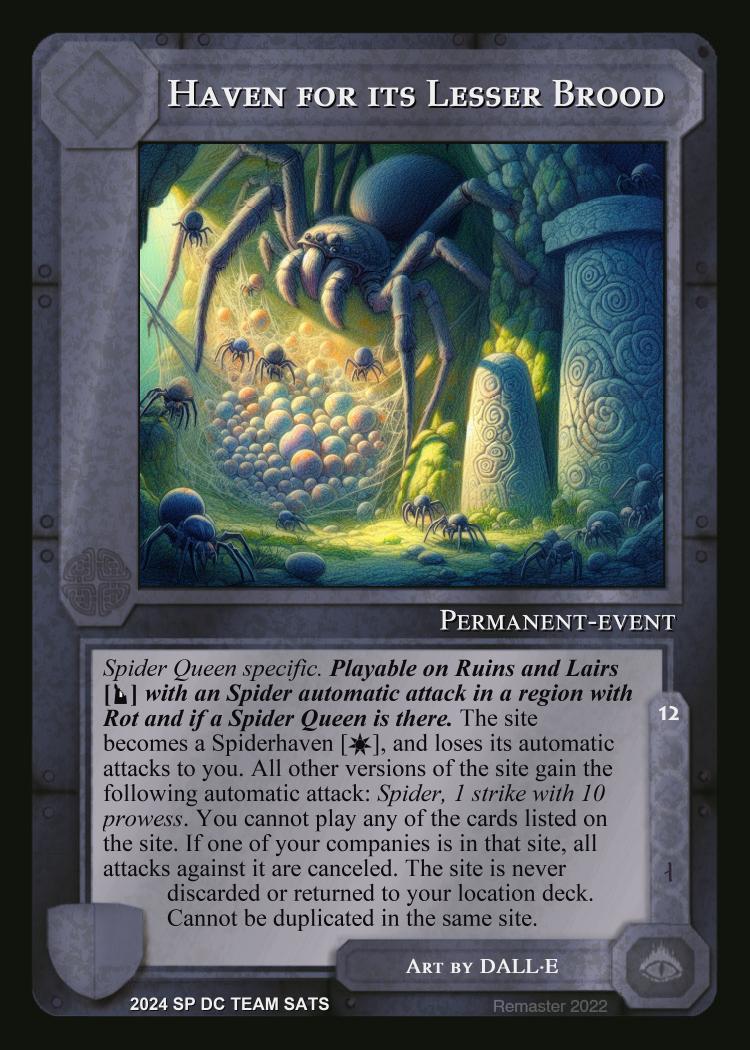 Haven for its Lesser Brood
Permanent-event
Spider Queen specific. Playable on Ruins and Lairs
[ ] with an Spider automatic attack in a region with
Rot and if a Spider Queen is there. The site
becomes a Spiderhaven [ ], and loses its automatic
attacks to you. All other versions of the site gain the
following automatic attack: Spider, 1 strike with 10
prowess. You cannot play any of the cards listed on
the site. If one of your companies is in that site, all
attacks against it are canceled. The site is never
discarded or returned to your location deck.
Cannot be duplicated in the same site.
12
Art by DALL·E
2024 SP DC TEAM SATS
Remaster 2022